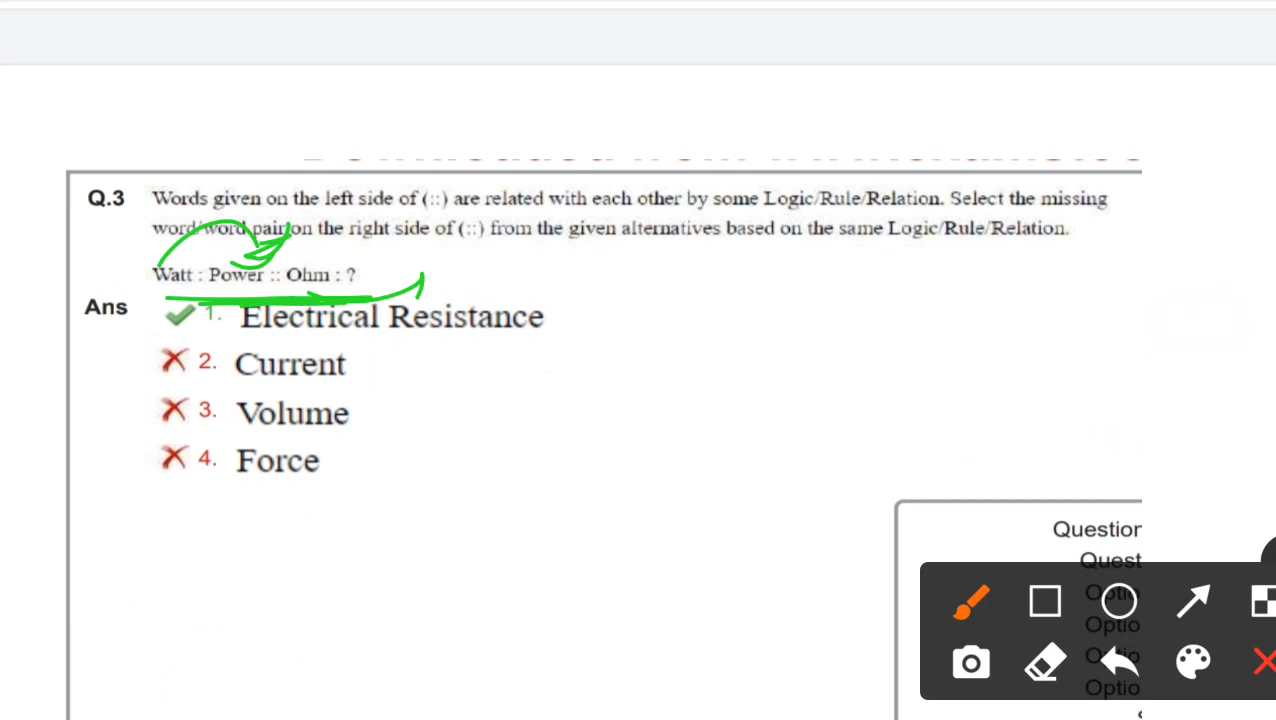 Q.3 Words given on the left side of (::) are related with each other by some Logic/Rule/Relation. Select the missing
word/word pair on the right side of (::) from the given alternatives based on the same Logic/Rule/Relation.
Watt : Power :: Ohm : ?
Ans 1. Electrical Resistance
2. Current
3. Volume
4. Force
Question
Quest
Optio
Optio
Optio
Optio